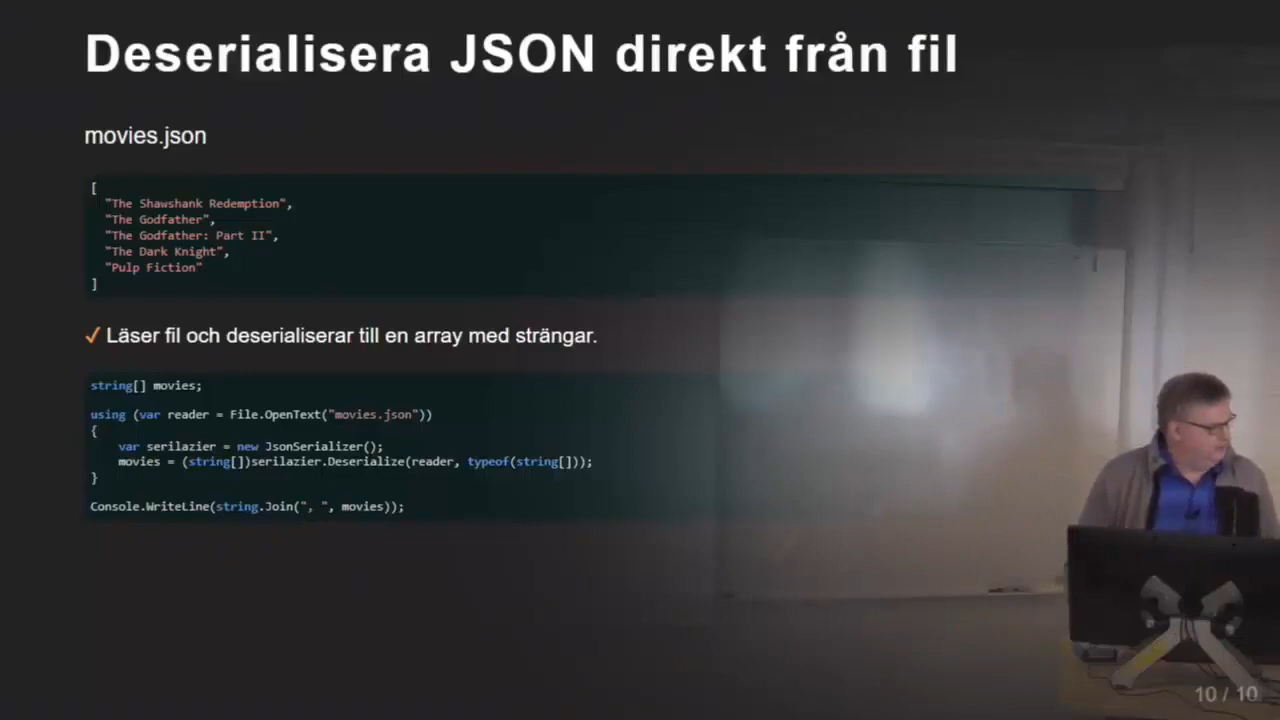 Deserialisera JSON direkt från fil
movies.json
[
"The Shawshank Redemption",
"The Godfather",
"The Godfather: Part II",
"The Dark Knight",
"Pulp Fiction"
]
✓ Läser fil och deserialiserar till en array med strängar.
string[] movies;
using (var reader = File.OpenText("movies.json"))
{
var serilazier = new JsonSerializer();
movies = (string[])serilazier.Deserialize(reader, typeof(string[]));
}
Console.WriteLine(string.Join(", ", movies));
10 / 10